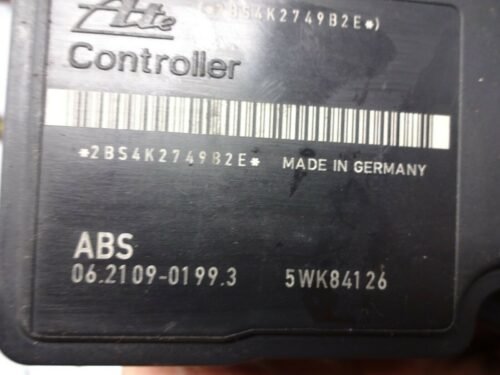 Ate (*2BS4K2749B2E*)
Controller
*2BS4K2749B2E* MADE IN GERMANY
ABS
06.2109-0199.3 5WK84126